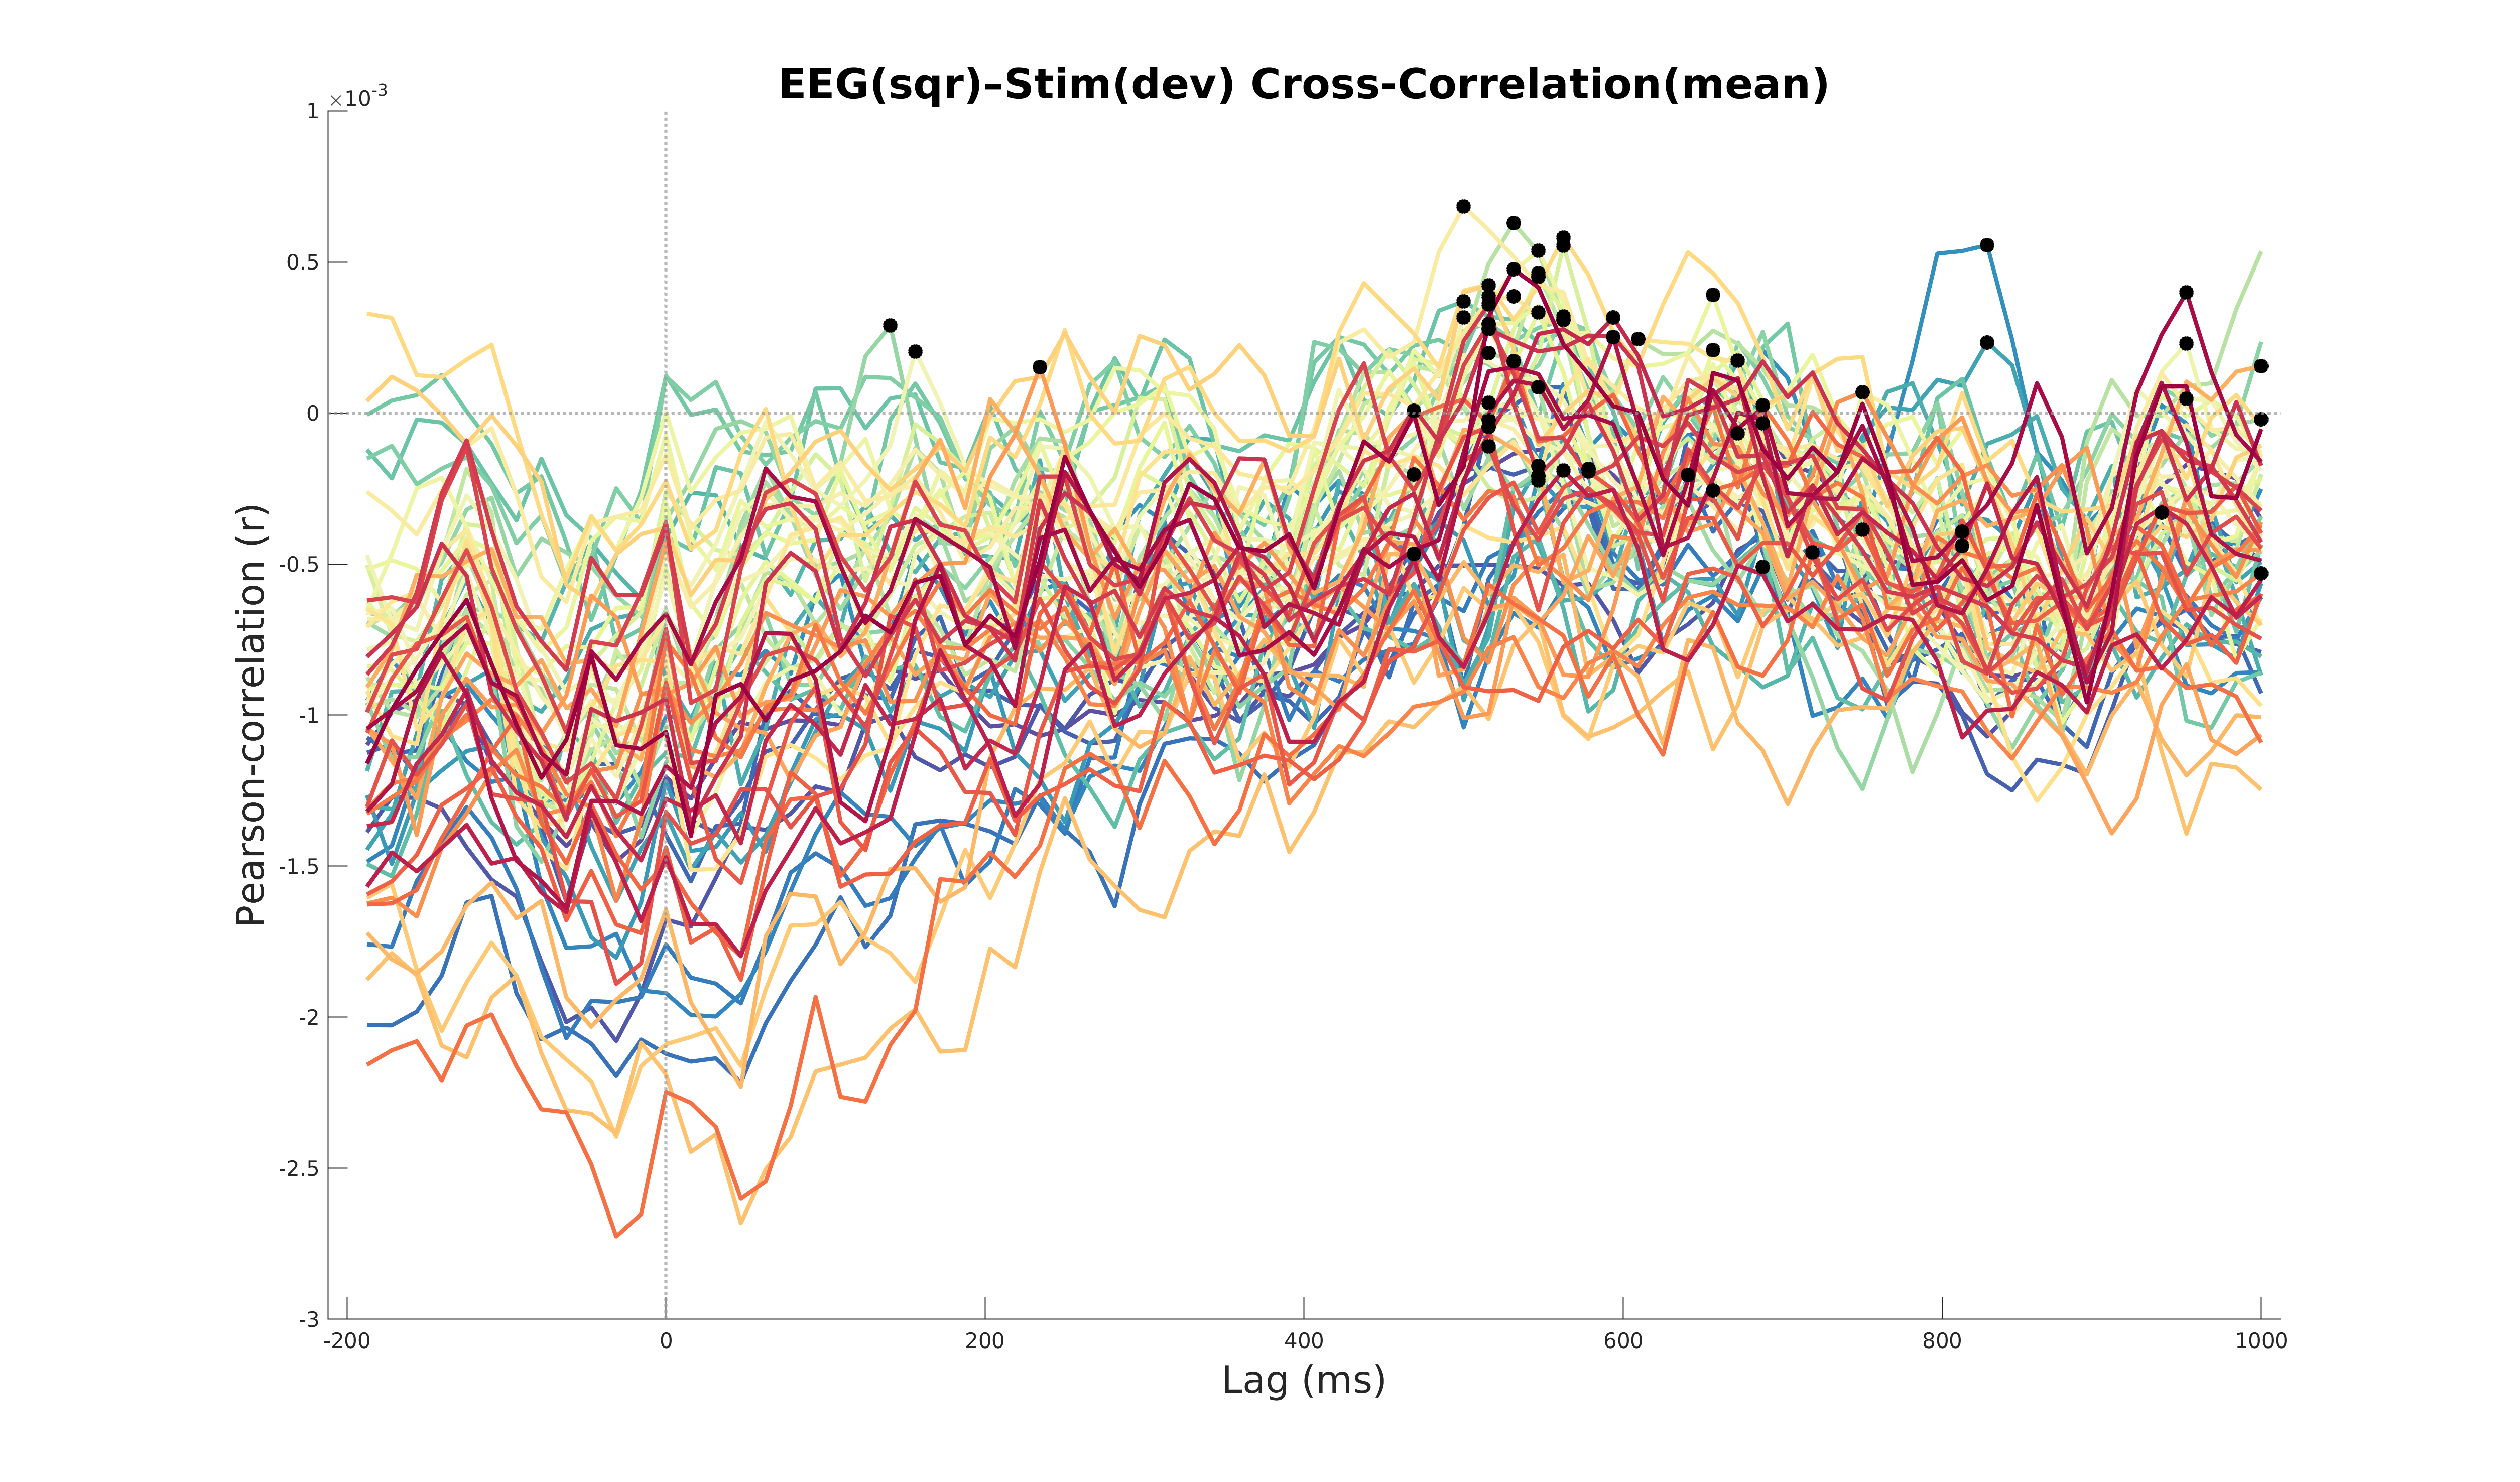 EEG(sqr)–Stim(dev) Cross-Correlation(mean)
×10-3
1
0.5
0
-0.5
-1
-1.5
-2
-2.5
-3
Pearson-correlation (r)
-200 0 200 400 600 800 1000
Lag (ms)